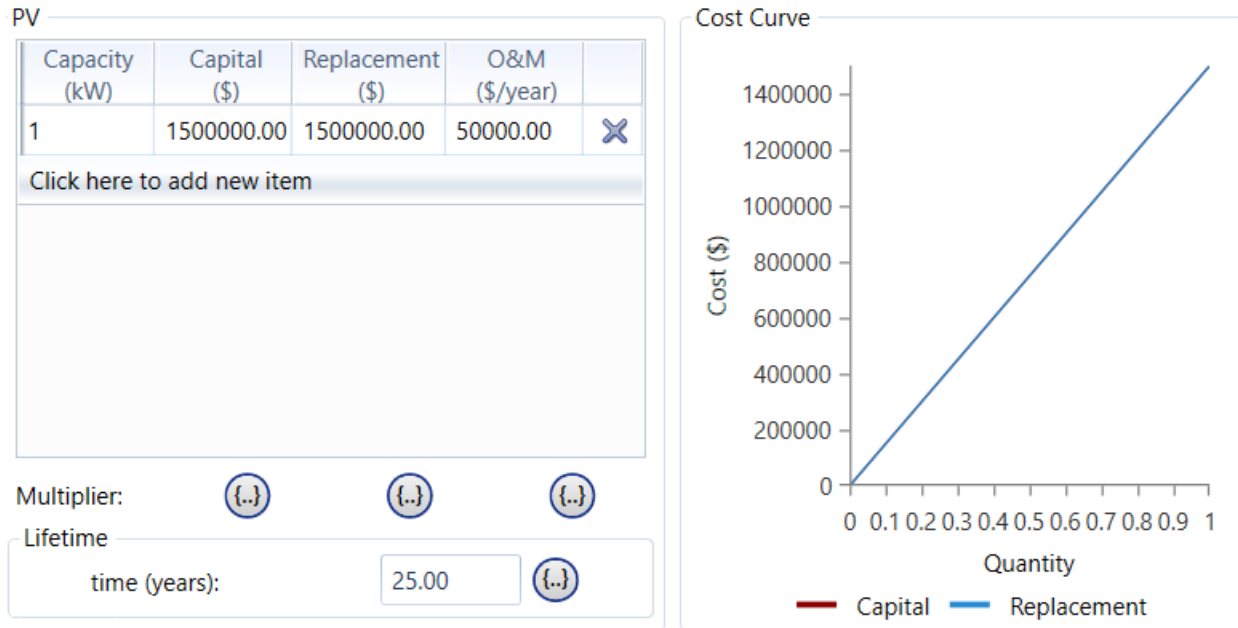 PV
Capacity (kW) Capital ($) Replacement ($) O&M ($/year)
1 1500000.00 1500000.00 50000.00
Click here to add new item
Multiplier: {..} {..} {..}
Lifetime
time (years): 25.00 {..}
Cost Curve
Cost ($)
1400000
1200000
1000000
800000
600000
400000
200000
0
0 0.1 0.2 0.3 0.4 0.5 0.6 0.7 0.8 0.9 1
Quantity
Capital Replacement